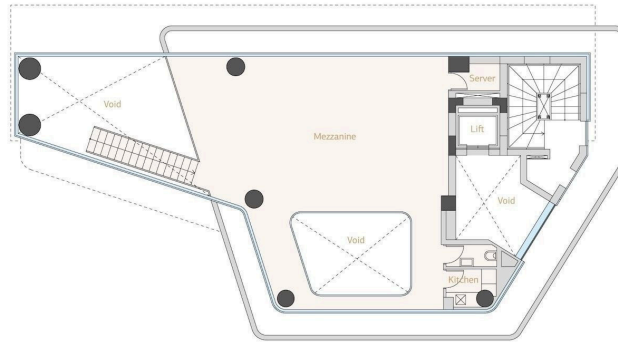 Server
Void
Lift
Mezzanine
Void
Void
Kitchen